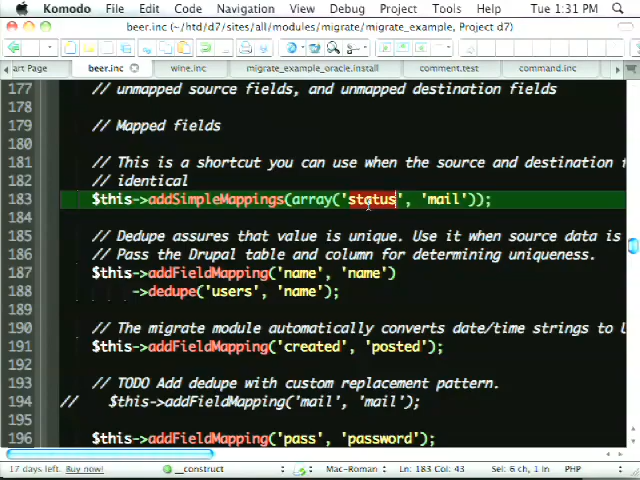 Komodo File Edit Code Navigation View Debug Project Tools Help Tue 1:31 PM
beer.inc (~/htd/d7/sites/all/modules/migrate/migrate_example, Project d7)
art Page beer.inc wine.inc migrate_example_oracle.install comment.test command.inc
177 // unmapped source fields, and unmapped destination fields
178
179 // Mapped fields
180
181 // This is a shortcut you can use when the source and destination f
182 // identical
183 $this->addSimpleMappings(array('status', 'mail'));
184
185 // Dedupe assures that value is unique. Use it when source data is
186 // Pass the Drupal table and column for determining uniqueness.
187 $this->addFieldMapping('name', 'name')
188 ->dedupe('users', 'name');
189
190 // The migrate module automatically converts date/time strings to U
191 $this->addFieldMapping('created', 'posted');
192
193 // TODO Add dedupe with custom replacement pattern.
194 // $this->addFieldMapping('mail', 'mail');
195
196 $this->addFieldMapping('pass', 'password');
17 days left. Buy now! __construct Mac-Roman Ln: 183 Col: 43 Sel: 6 ch, 1 ln PHP